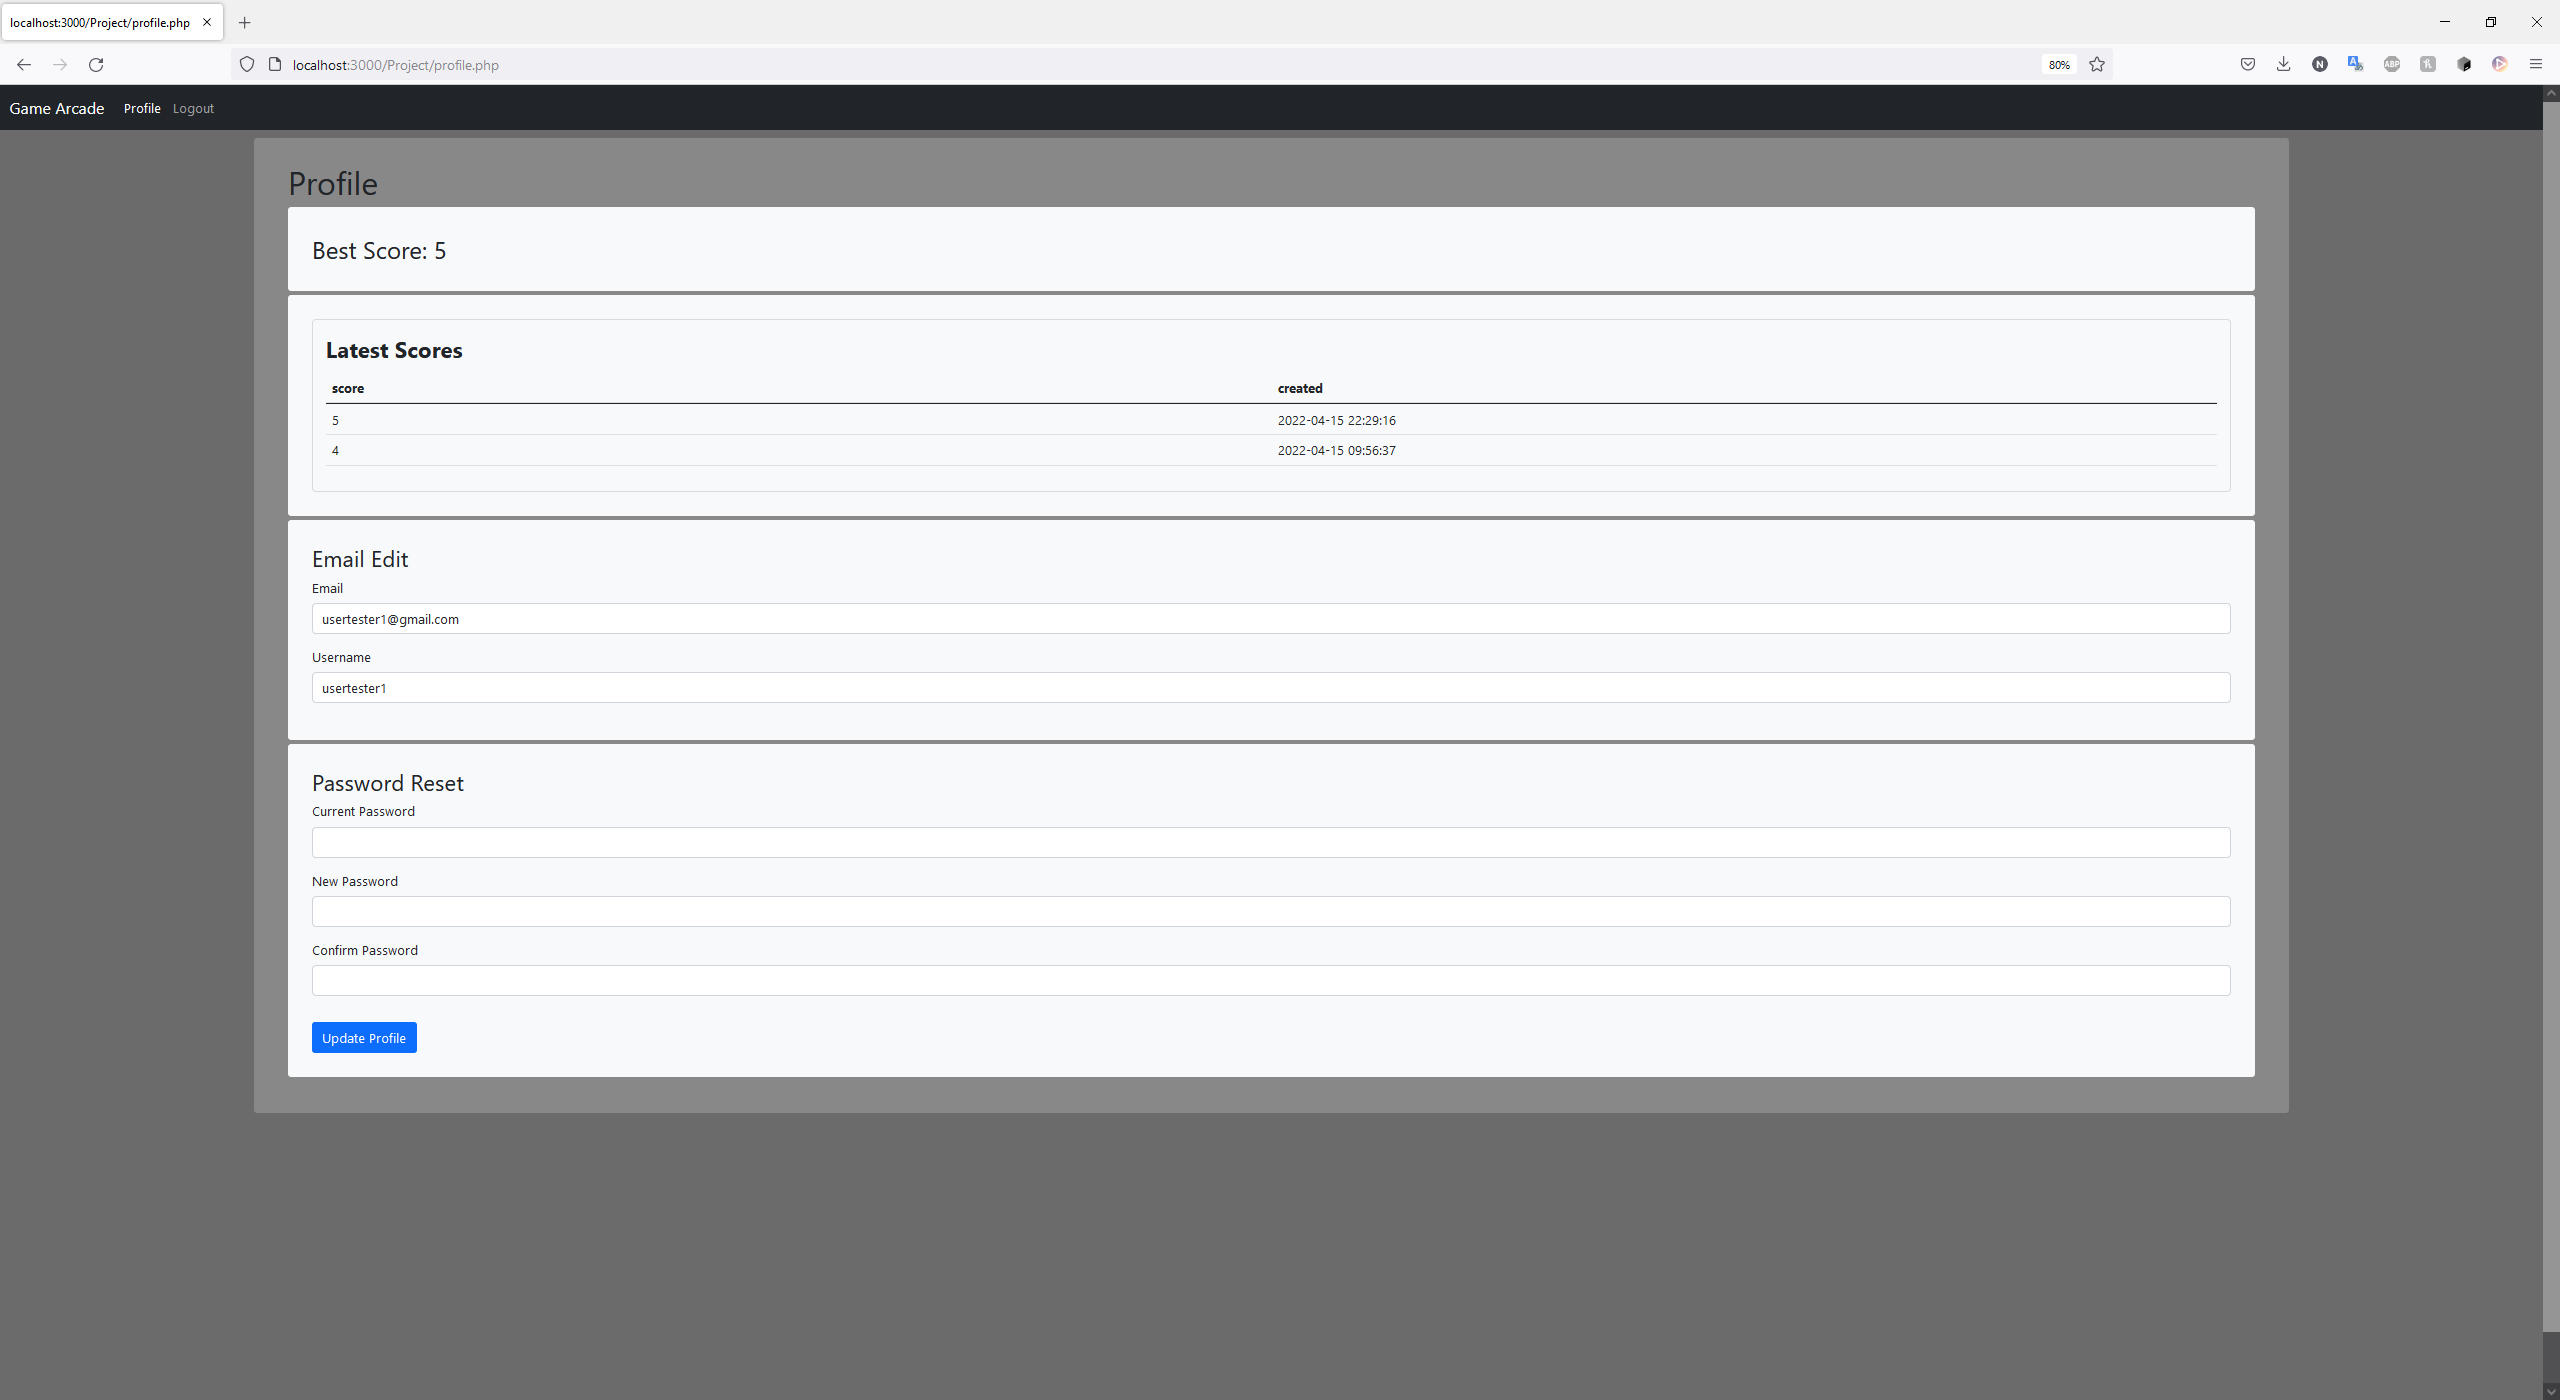 localhost:3000/Project/profile.php
localhost:3000/Project/profile.php
80%
N
ABP
Game Arcade Profile Logout
Profile
Best Score: 5
Latest Scores
score created
5 2022-04-15 22:29:16
4 2022-04-15 09:56:37
Email Edit
Email
usertester1@gmail.com
Username
usertester1
Password Reset
Current Password
New Password
Confirm Password
Update Profile